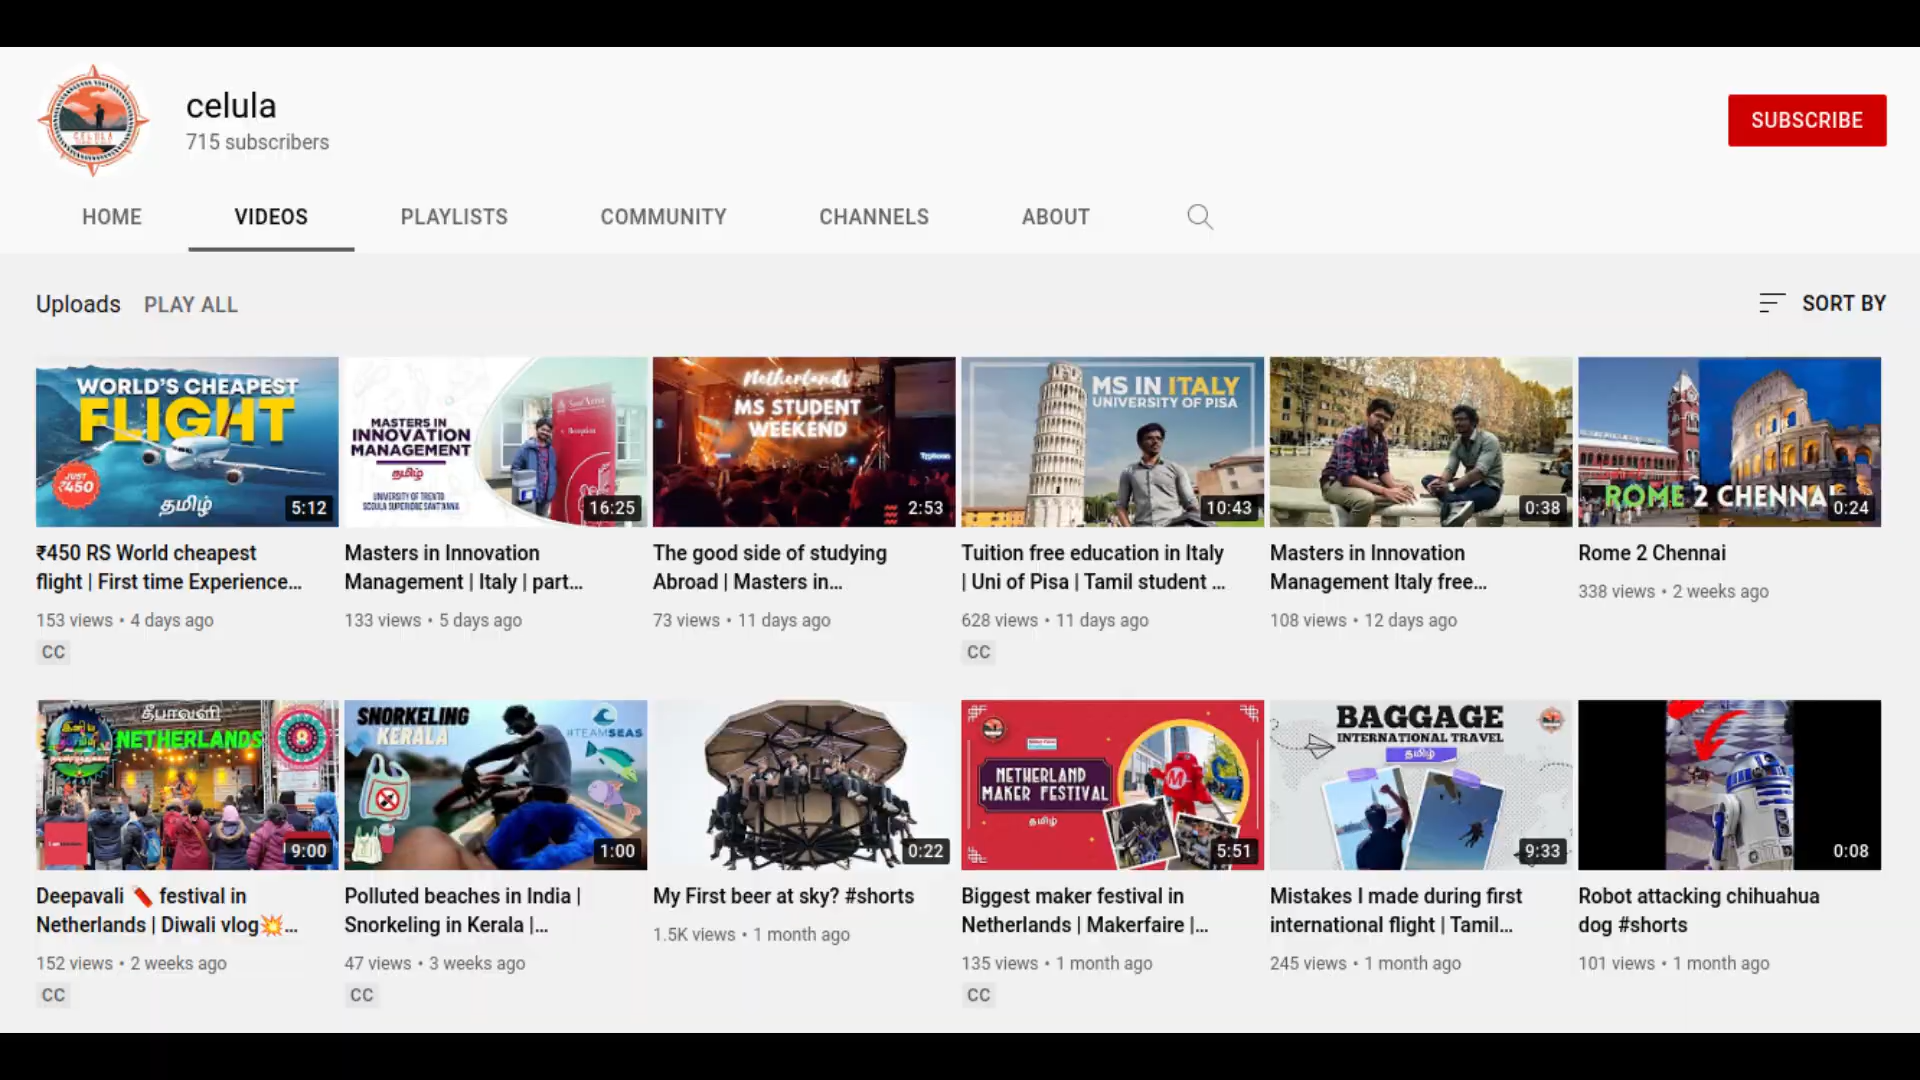 celula
715 subscribers
SUBSCRIBE
HOME VIDEOS PLAYLISTS COMMUNITY CHANNELS ABOUT
Uploads PLAY ALL
SORT BY
WORLD'S CHEAPEST
FLIGHT
JUST
₹450
தமிழ்
5:12
MASTERS IN
INNOVATION
MANAGEMENT
தமிழ்
UNIVERSITY OF TRENTO
SCOULA SUPERIORE SANT'ANNA
16:25
Netherlands
MS STUDENT
WEEKEND
2:53
MS IN ITALY
UNIVERSITY OF PISA
10:43
0:38
ROME 2 CHENNAI
0:24
₹450 RS World cheapest
flight | First time Experience...
153 views • 4 days ago
CC
Masters in Innovation
Management | Italy | part...
133 views • 5 days ago
The good side of studying
Abroad | Masters in...
73 views • 11 days ago
Tuition free education in Italy
| Uni of Pisa | Tamil student ...
628 views • 11 days ago
CC
Masters in Innovation
Management Italy free...
108 views • 12 days ago
Rome 2 Chennai
338 views • 2 weeks ago
தீபாவளி
NETHERLANDS
9:00
SNORKELING
KERALA
#TEAMSEAS
1:00
0:22
NETHERLAND
MAKER FESTIVAL
தமிழ்
5:51
BAGGAGE
INTERNATIONAL TRAVEL
தமிழ்
9:33
0:08
Deepavali 🧨 festival in
Netherlands | Diwali vlog💥...
152 views • 2 weeks ago
CC
Polluted beaches in India |
Snorkeling in Kerala |...
47 views • 3 weeks ago
CC
My First beer at sky? #shorts
1.5K views • 1 month ago
Biggest maker festival in
Netherlands | Makerfaire |...
135 views • 1 month ago
CC
Mistakes I made during first
international flight | Tamil...
245 views • 1 month ago
Robot attacking chihuahua
dog #shorts
101 views • 1 month ago